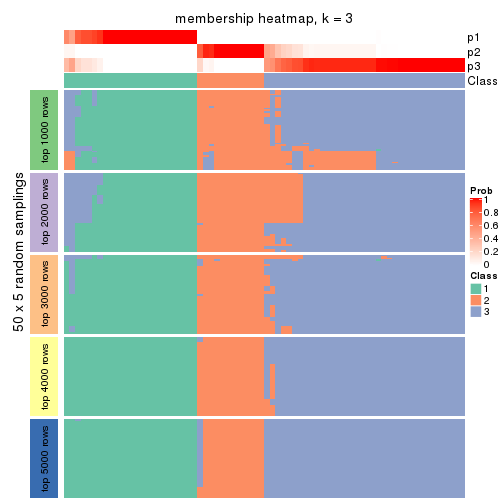 membership heatmap, k = 3
p1
p2
p3
Class
50 x 5 random samplings
top 1000 rows
top 2000 rows
top 3000 rows
top 4000 rows
top 5000 rows
Prob
1
0.8
0.6
0.4
0.2
0
Class
1
2
3